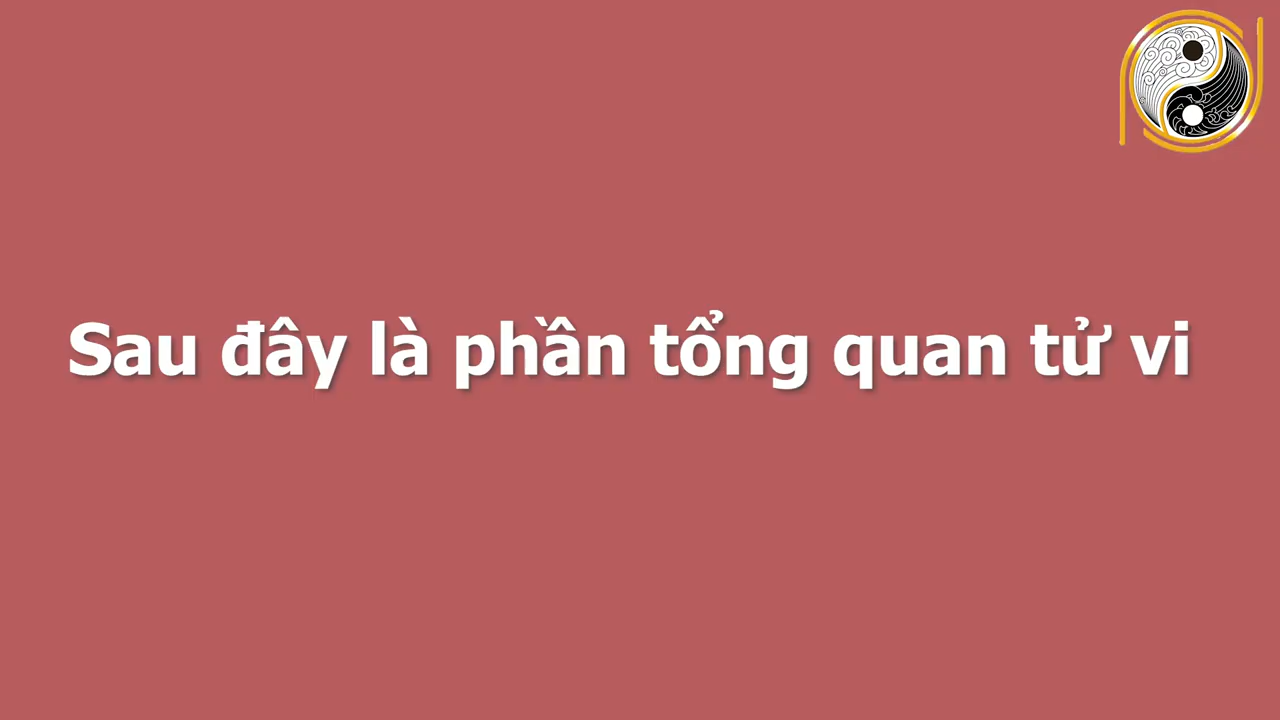 Sau đây là phần tổng quan tử vi